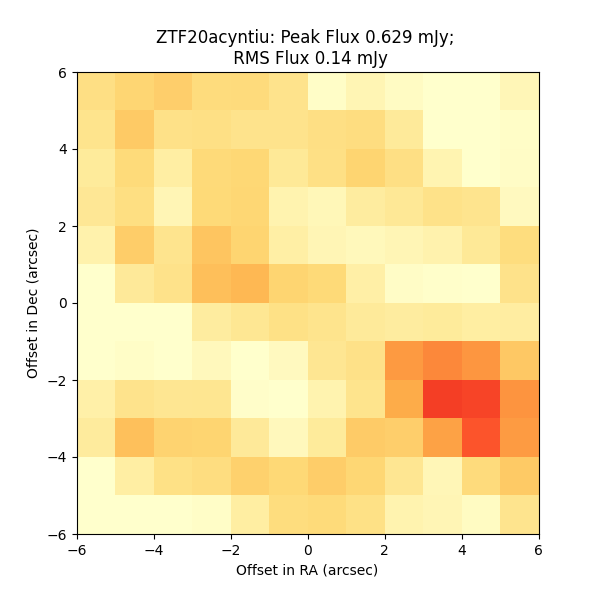 ZTF20acyntiu: Peak Flux 0.629 mJy;
RMS Flux 0.14 mJy
6
4
2
0
−2
−4
−6
Offset in Dec (arcsec)
−6 −4 −2 0 2 4 6
Offset in RA (arcsec)